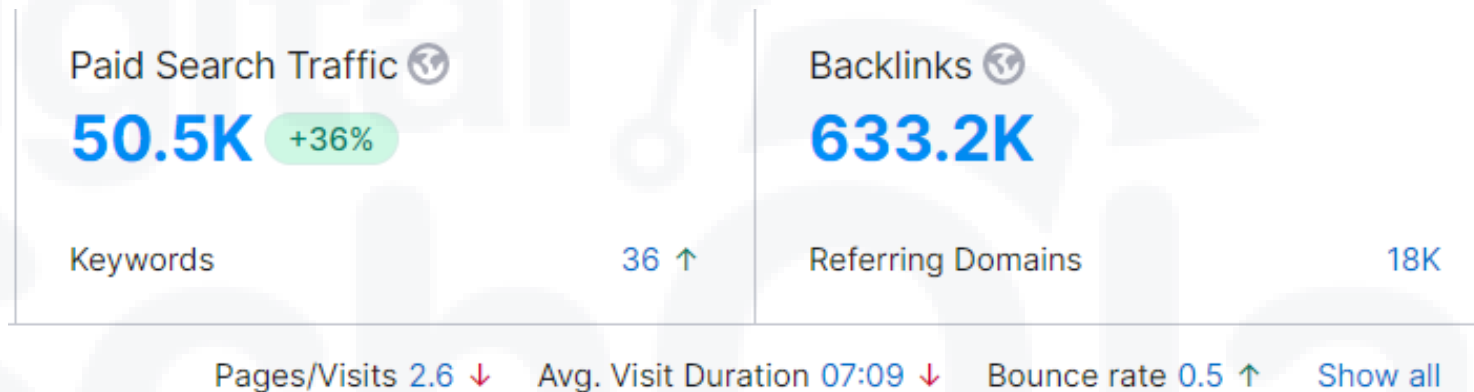 Paid Search Traffic
50.5K +36%
Keywords 36 ↑
Backlinks
633.2K
Referring Domains 18K
Pages/Visits 2.6 ↓ Avg. Visit Duration 07:09 ↓ Bounce rate 0.5 ↑ Show all